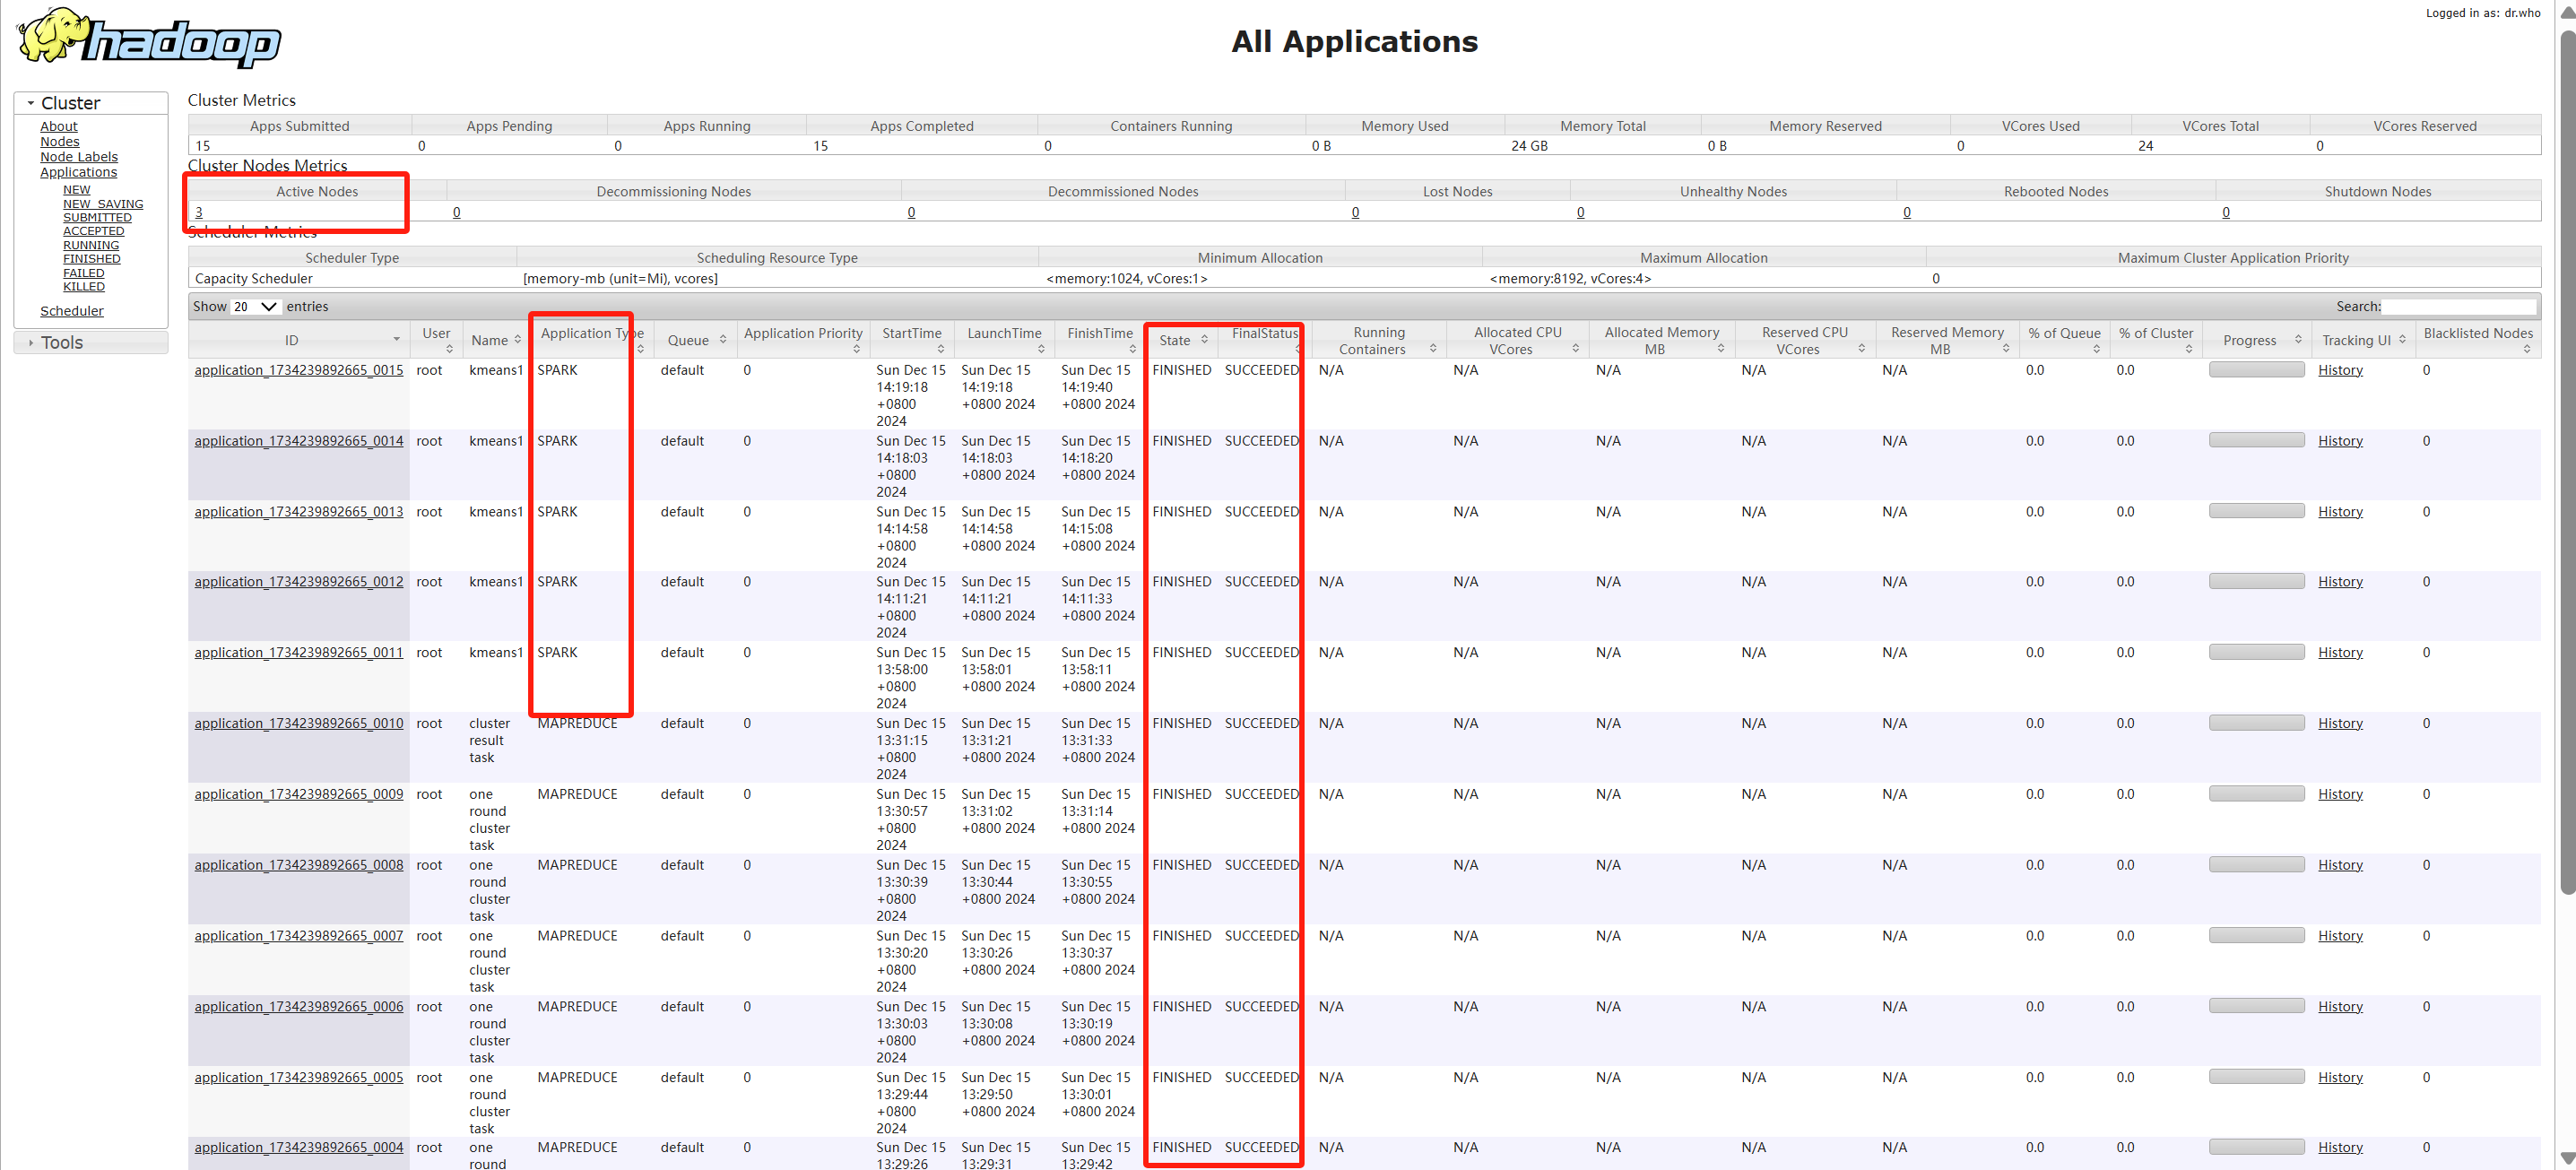 Logged in as: dr.who
hadoop
All Applications
Cluster
About
Nodes
Node Labels
Applications
NEW
NEW_SAVING
SUBMITTED
ACCEPTED
RUNNING
FINISHED
FAILED
KILLED
Scheduler
Tools
Cluster Metrics
Apps Submitted Apps Pending Apps Running Apps Completed Containers Running Memory Used Memory Total Memory Reserved VCores Used VCores Total VCores Reserved
15 0 0 15 0 0 B 24 GB 0 B 0 24 0
Cluster Nodes Metrics
Active Nodes Decommissioning Nodes Decommissioned Nodes Lost Nodes Unhealthy Nodes Rebooted Nodes Shutdown Nodes
3 0 0 0 0 0 0
Scheduler Metrics
Scheduler Type Scheduling Resource Type Minimum Allocation Maximum Allocation Maximum Cluster Application Priority
Capacity Scheduler [memory-mb (unit=Mi), vcores] <memory:1024, vCores:1> <memory:8192, vCores:4> 0
Show 20 entries Search:
ID User Name Application Type Queue Application Priority StartTime LaunchTime FinishTime State FinalStatus Running Containers Allocated CPU VCores Allocated Memory MB Reserved CPU VCores Reserved Memory MB % of Queue % of Cluster Progress Tracking UI Blacklisted Nodes
application_1734239892665_0015 root kmeans1 SPARK default 0 Sun Dec 15 14:19:18 +0800 2024 Sun Dec 15 14:19:18 +0800 2024 Sun Dec 15 14:19:40 +0800 2024 FINISHED SUCCEEDED N/A N/A N/A N/A N/A 0.0 0.0 History 0
application_1734239892665_0014 root kmeans1 SPARK default 0 Sun Dec 15 14:18:03 +0800 2024 Sun Dec 15 14:18:03 +0800 2024 Sun Dec 15 14:18:20 +0800 2024 FINISHED SUCCEEDED N/A N/A N/A N/A N/A 0.0 0.0 History 0
application_1734239892665_0013 root kmeans1 SPARK default 0 Sun Dec 15 14:14:58 +0800 2024 Sun Dec 15 14:14:58 +0800 2024 Sun Dec 15 14:15:08 +0800 2024 FINISHED SUCCEEDED N/A N/A N/A N/A N/A 0.0 0.0 History 0
application_1734239892665_0012 root kmeans1 SPARK default 0 Sun Dec 15 14:11:21 +0800 2024 Sun Dec 15 14:11:21 +0800 2024 Sun Dec 15 14:11:33 +0800 2024 FINISHED SUCCEEDED N/A N/A N/A N/A N/A 0.0 0.0 History 0
application_1734239892665_0011 root kmeans1 SPARK default 0 Sun Dec 15 13:58:00 +0800 2024 Sun Dec 15 13:58:01 +0800 2024 Sun Dec 15 13:58:11 +0800 2024 FINISHED SUCCEEDED N/A N/A N/A N/A N/A 0.0 0.0 History 0
application_1734239892665_0010 root cluster result task MAPREDUCE default 0 Sun Dec 15 13:31:15 +0800 2024 Sun Dec 15 13:31:21 +0800 2024 Sun Dec 15 13:31:33 +0800 2024 FINISHED SUCCEEDED N/A N/A N/A N/A N/A 0.0 0.0 History 0
application_1734239892665_0009 root one round cluster task MAPREDUCE default 0 Sun Dec 15 13:30:57 +0800 2024 Sun Dec 15 13:31:02 +0800 2024 Sun Dec 15 13:31:14 +0800 2024 FINISHED SUCCEEDED N/A N/A N/A N/A N/A 0.0 0.0 History 0
application_1734239892665_0008 root one round cluster task MAPREDUCE default 0 Sun Dec 15 13:30:39 +0800 2024 Sun Dec 15 13:30:44 +0800 2024 Sun Dec 15 13:30:55 +0800 2024 FINISHED SUCCEEDED N/A N/A N/A N/A N/A 0.0 0.0 History 0
application_1734239892665_0007 root one round cluster task MAPREDUCE default 0 Sun Dec 15 13:30:20 +0800 2024 Sun Dec 15 13:30:26 +0800 2024 Sun Dec 15 13:30:37 +0800 2024 FINISHED SUCCEEDED N/A N/A N/A N/A N/A 0.0 0.0 History 0
application_1734239892665_0006 root one round cluster task MAPREDUCE default 0 Sun Dec 15 13:30:03 +0800 2024 Sun Dec 15 13:30:08 +0800 2024 Sun Dec 15 13:30:19 +0800 2024 FINISHED SUCCEEDED N/A N/A N/A N/A N/A 0.0 0.0 History 0
application_1734239892665_0005 root one round cluster task MAPREDUCE default 0 Sun Dec 15 13:29:44 +0800 2024 Sun Dec 15 13:29:50 +0800 2024 Sun Dec 15 13:30:01 +0800 2024 FINISHED SUCCEEDED N/A N/A N/A N/A N/A 0.0 0.0 History 0
application_1734239892665_0004 root one round MAPREDUCE default 0 Sun Dec 15 13:29:26 Sun Dec 15 13:29:31 Sun Dec 15 13:29:42 FINISHED SUCCEEDED N/A N/A N/A N/A N/A 0.0 0.0 History 0